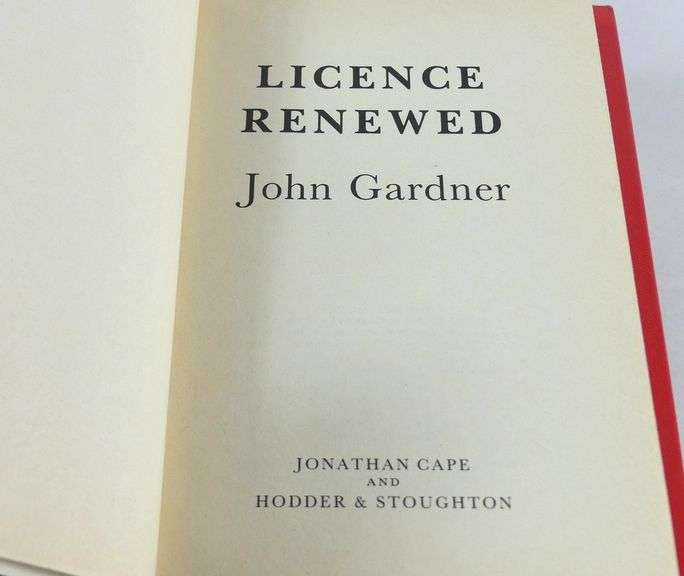 LICENCE
RENEWED
John Gardner
JONATHAN CAPE
AND
HODDER & STOUGHTON